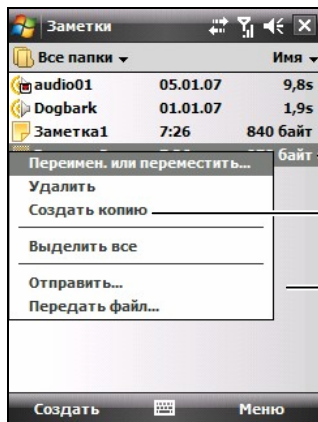 Заметки
Все папки Имя
audio01 05.01.07 9,8s
Dogbark 01.01.07 1,9s
Заметка1 7:26 840 байт
байт
Переимен. или переместить...
Удалить
Создать копию
Выделить все
Отправить...
Передать файл...
Создать Меню